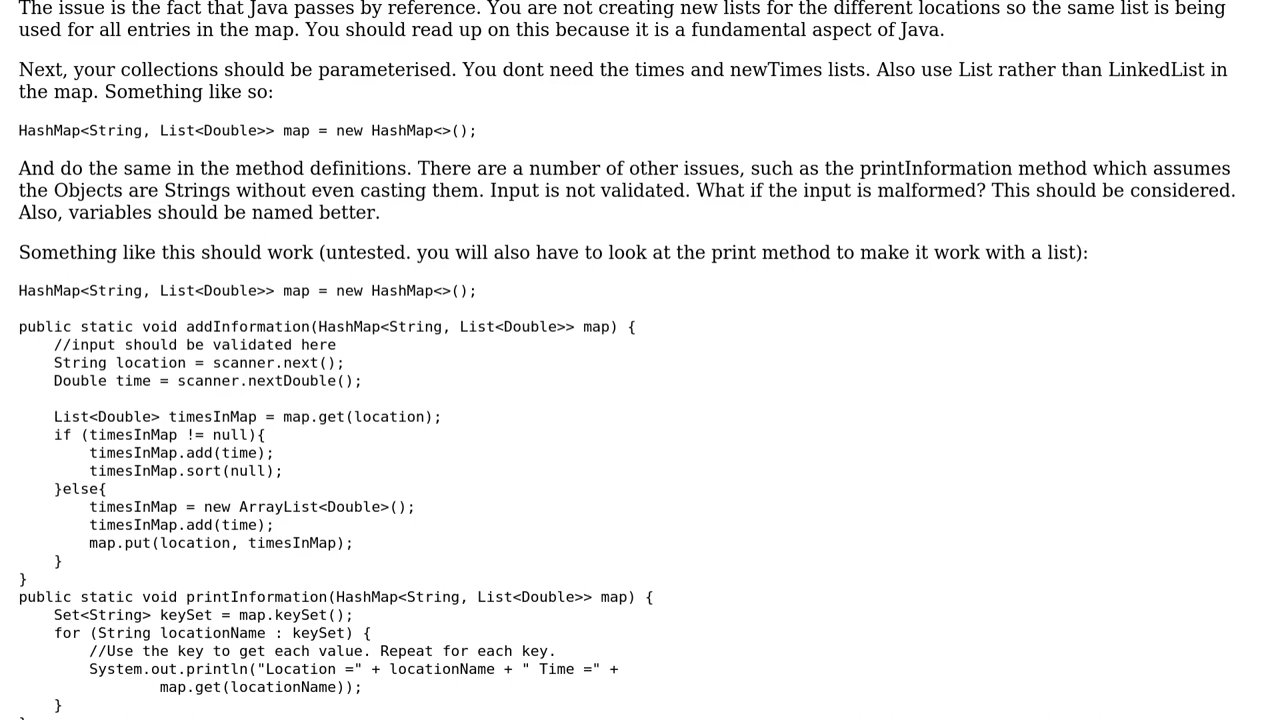 The issue is the fact that Java passes by reference. You are not creating new lists for the different locations so the same list is being
used for all entries in the map. You should read up on this because it is a fundamental aspect of Java.
Next, your collections should be parameterised. You dont need the times and newTimes lists. Also use List rather than LinkedList in
the map. Something like so:
HashMap<String, List<Double>> map = new HashMap<>();
And do the same in the method definitions. There are a number of other issues, such as the printInformation method which assumes
the Objects are Strings without even casting them. Input is not validated. What if the input is malformed? This should be considered.
Also, variables should be named better.
Something like this should work (untested. you will also have to look at the print method to make it work with a list):
HashMap<String, List<Double>> map = new HashMap<>();
public static void addInformation(HashMap<String, List<Double>> map) {
    //input should be validated here
    String location = scanner.next();
    Double time = scanner.nextDouble();
    List<Double> timesInMap = map.get(location);
    if (timesInMap != null){
        timesInMap.add(time);
        timesInMap.sort(null);
    }else{
        timesInMap = new ArrayList<Double>();
        timesInMap.add(time);
        map.put(location, timesInMap);
    }
}
public static void printInformation(HashMap<String, List<Double>> map) {
    Set<String> keySet = map.keySet();
    for (String locationName : keySet) {
        //Use the key to get each value. Repeat for each key.
        System.out.println("Location =" + locationName + " Time =" +
                map.get(locationName));
    }